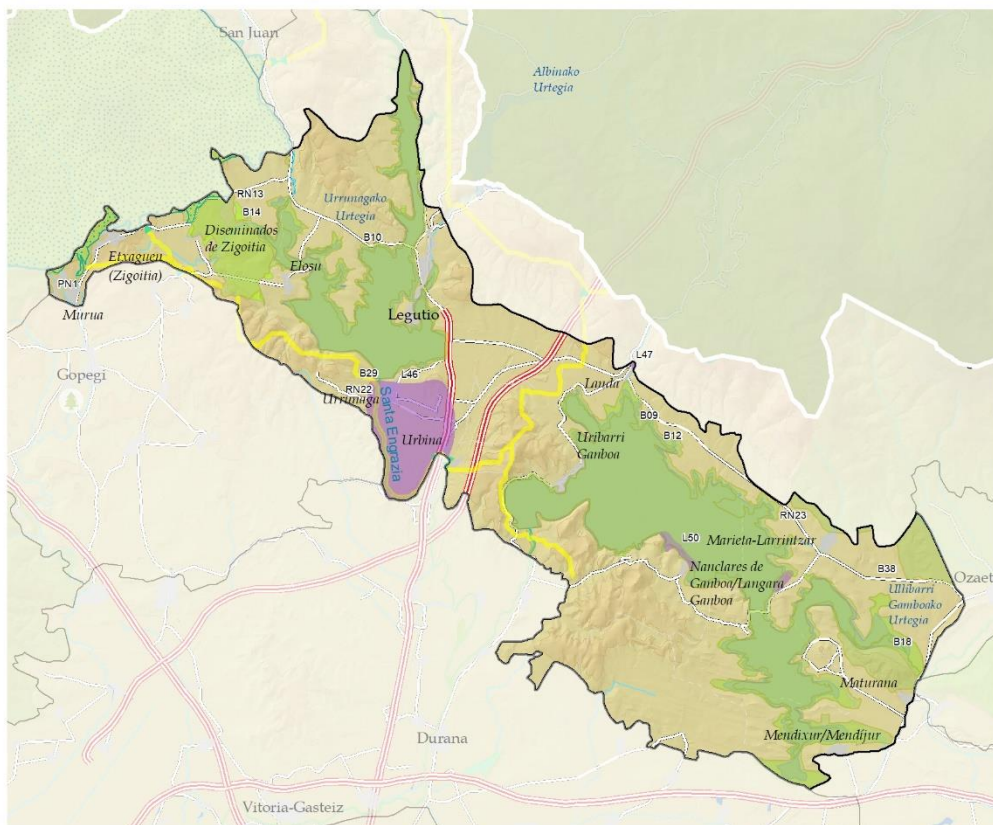 San Juan
Albinako
Urtegia
RN13
B14
Urrunagako
Urtegia
Diseminados
de Zigoitia
B10
Etxaguen
(Zigoitia)
Elosu
PN1
Murua
Legutio
Gopegi
B29
L46
L47
RN22
Landa
Urrunaga
Santa Engrazia
B09
Urbina
Uribarri
Ganboa
B12
RN23
L50
Marieta-Larrintzar
Nanclares de
Ganboa/Langara
Ganboa
B38
Ozaet
Ullibarri
Gamboako
Urtegia
B18
Maturana
Durana
Mendixur/Mendíjur
Vitoria-Gasteiz